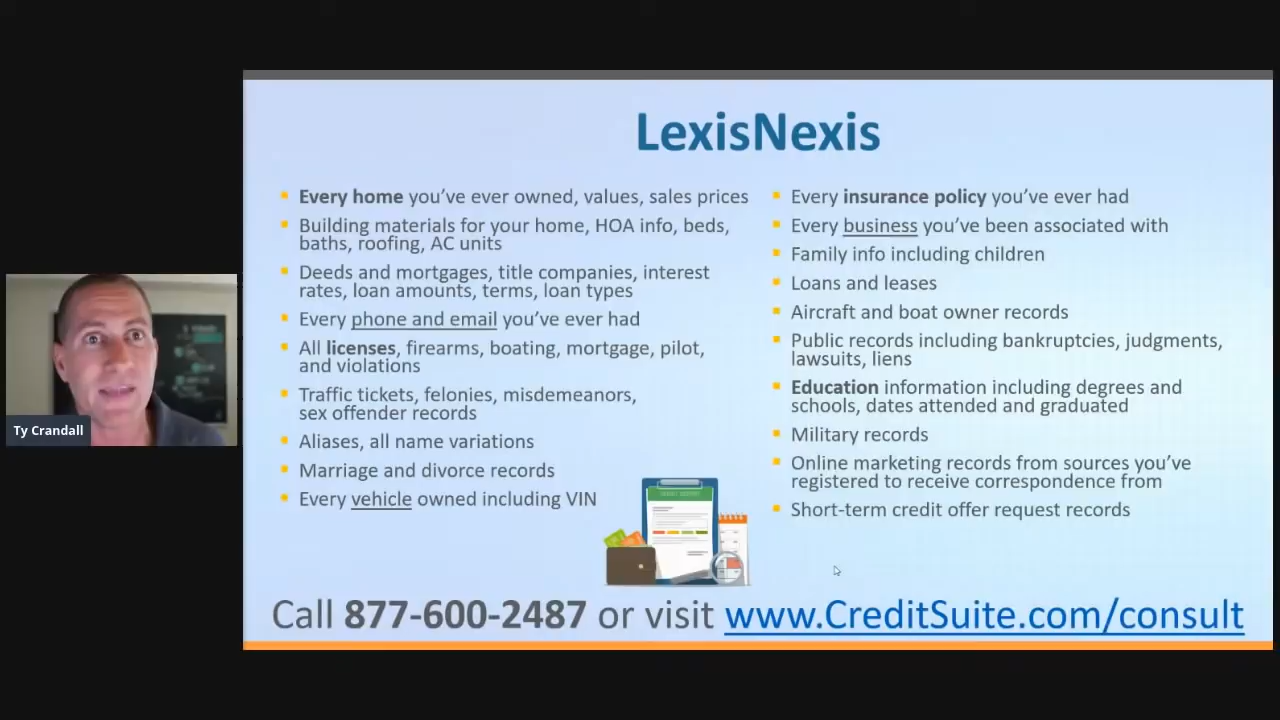 LexisNexis
Every home you've ever owned, values, sales prices
Building materials for your home, HOA info, beds,
baths, roofing, AC units
Deeds and mortgages, title companies, interest
rates, loan amounts, terms, loan types
Every phone and email you've ever had
All licenses, firearms, boating, mortgage, pilot,
and violations
Traffic tickets, felonies, misdemeanors,
sex offender records
Aliases, all name variations
Marriage and divorce records
Every vehicle owned including VIN
Every insurance policy you've ever had
Every business you've been associated with
Family info including children
Loans and leases
Aircraft and boat owner records
Public records including bankruptcies, judgments,
lawsuits, liens
Education information including degrees and
schools, dates attended and graduated
Military records
Online marketing records from sources you've
registered to receive correspondence from
Short-term credit offer request records
Call 877-600-2487 or visit www.CreditSuite.com/consult
Ty Crandall